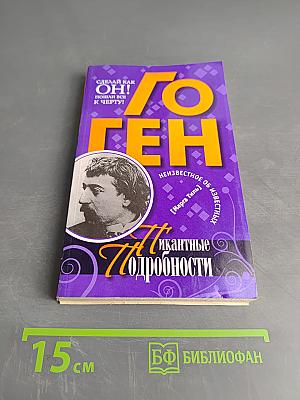 СДЕЛАЙ КАК
ОН!
ПОШЛИ ВСЕ
К ЧЕРТУ!
ГО
ГЕН
НЕИЗВЕСТНОЕ ОБ ИЗВЕСТНЫХ
Пикантные
Подробности
15 см
БФ БИБЛИОФАН